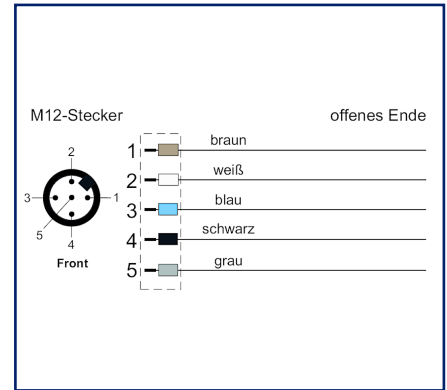 M12-Stecker
offenes Ende
2
3
1
5
4
Front
1 braun
2 weiß
3 blau
4 schwarz
5 grau